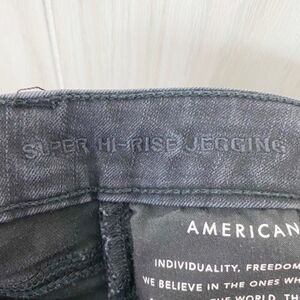 SUPER HI-RISE JEGGING
AMERICAN
INDIVIDUALITY, FREEDOM
WE BELIEVE IN THE ONES WH
THE WORLD, TH